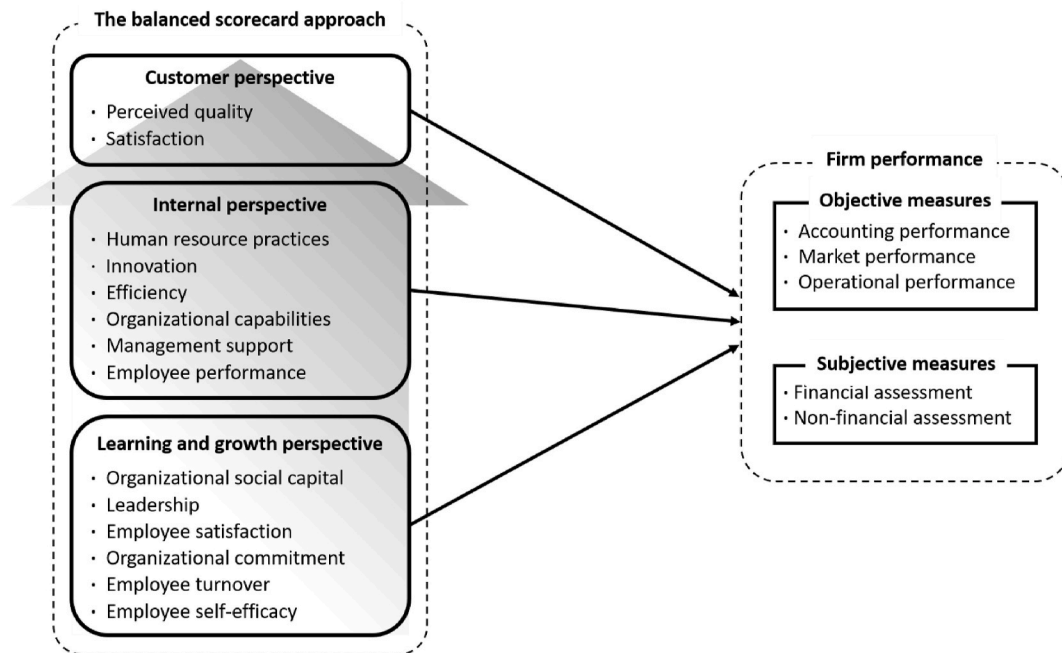 The balanced scorecard approach
Customer perspective
· Perceived quality
· Satisfaction
Internal perspective
· Human resource practices
· Innovation
· Efficiency
· Organizational capabilities
· Management support
· Employee performance
Learning and growth perspective
· Organizational social capital
· Leadership
· Employee satisfaction
· Organizational commitment
· Employee turnover
· Employee self-efficacy
Firm performance
Objective measures
· Accounting performance
· Market performance
· Operational performance
Subjective measures
· Financial assessment
· Non-financial assessment